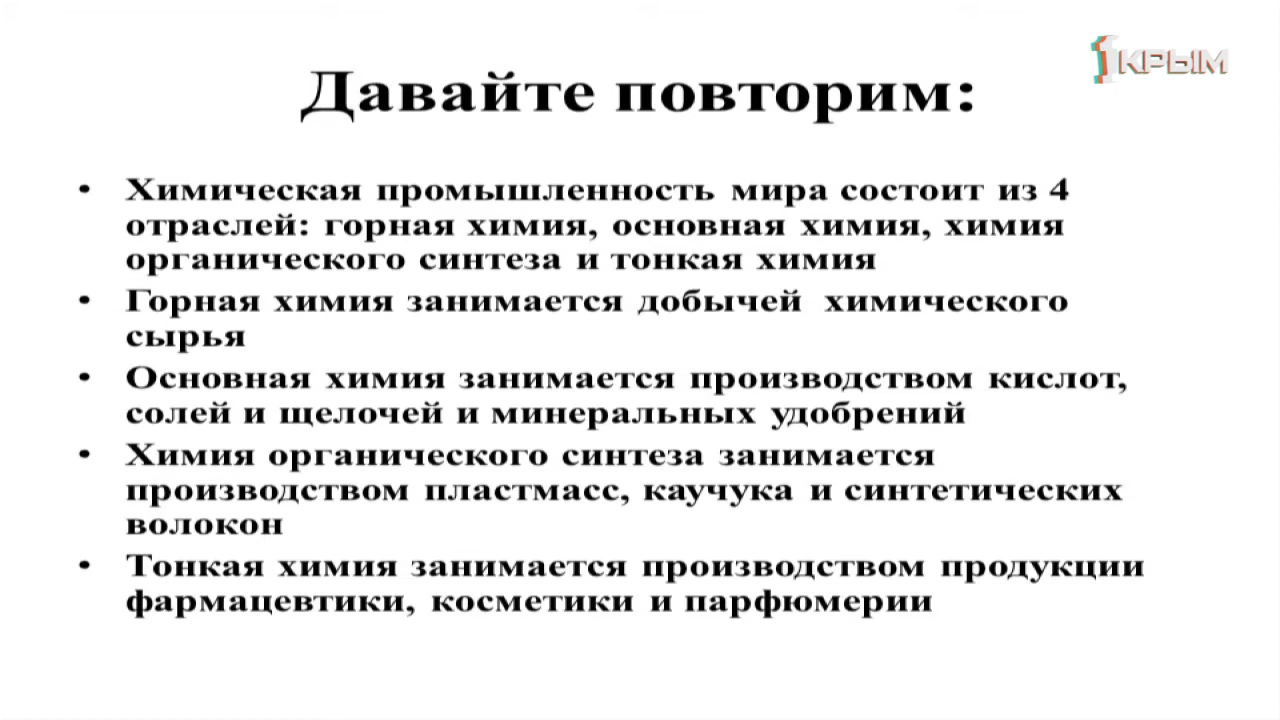 1КРЫМ
Давайте повторим:
• Химическая промышленность мира состоит из 4
отраслей: горная химия, основная химия, химия
органического синтеза и тонкая химия
• Горная химия занимается добычей химического
сырья
• Основная химия занимается производством кислот,
солей и щелочей и минеральных удобрений
• Химия органического синтеза занимается
производством пластмасс, каучука и синтетических
волокон
• Тонкая химия занимается производством продукции
фармацевтики, косметики и парфюмерии